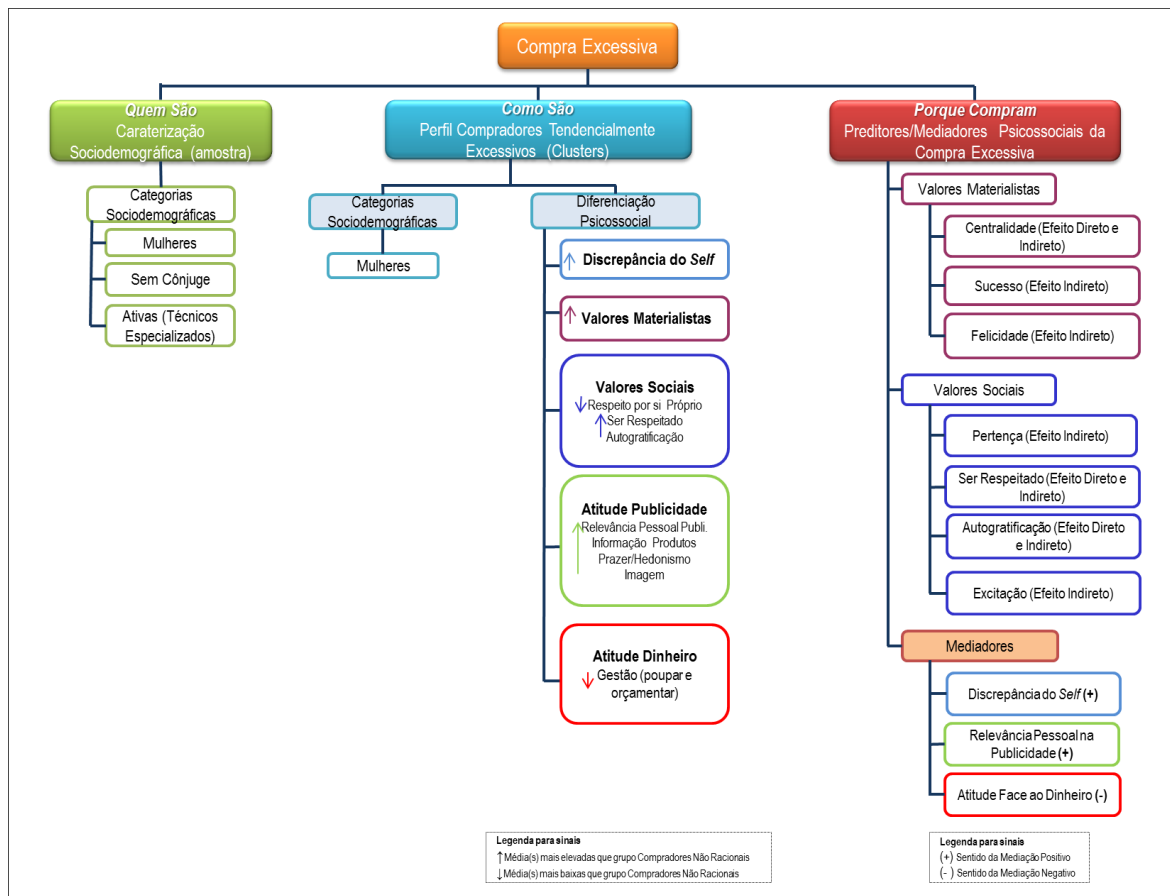 Compra Excessiva
Quem São
Caraterização
Sociodemográfica (amostra)
Categorias
Sociodemográficas
Mulheres
Sem Cônjuge
Ativas (Técnicos
Especializados)
Como São
Perfil Compradores Tendencialmente
Excessivos (Clusters)
Categorias
Sociodemográficas
Mulheres
Diferenciação
Psicossocial
↑ Discrepância do Self
↑ Valores Materialistas
Valores Sociais
↓ Respeito por si Próprio
↑ Ser Respeitado
Autogratificação
Atitude Publicidade
↑ Relevância Pessoal Publi.
Informação Produtos
Prazer/Hedonismo
Imagem
Atitude Dinheiro
↓ Gestão (poupar e
orçamentar)
Porque Compram
Preditores/Mediadores Psicossociais da
Compra Excessiva
Valores Materialistas
Centralidade (Efeito Direto e
Indireto)
Sucesso (Efeito Indireto)
Felicidade (Efeito Indireto)
Valores Sociais
Pertença (Efeito Indireto)
Ser Respeitado (Efeito Direto e
Indireto)
Autogratificação (Efeito Direto
e Indireto)
Excitação (Efeito Indireto)
Mediadores
Discrepância do Self (+)
Relevância Pessoal na
Publicidade (+)
Atitude Face ao Dinheiro (-)
Legenda para sinais
↑ Média(s) mais elevadas que grupo Compradores Não Racionais
↓ Média(s) mais baixas que grupo Compradores Não Racionais
Legenda para sinais
(+) Sentido da Mediação Positivo
(-) Sentido da Mediação Negativo